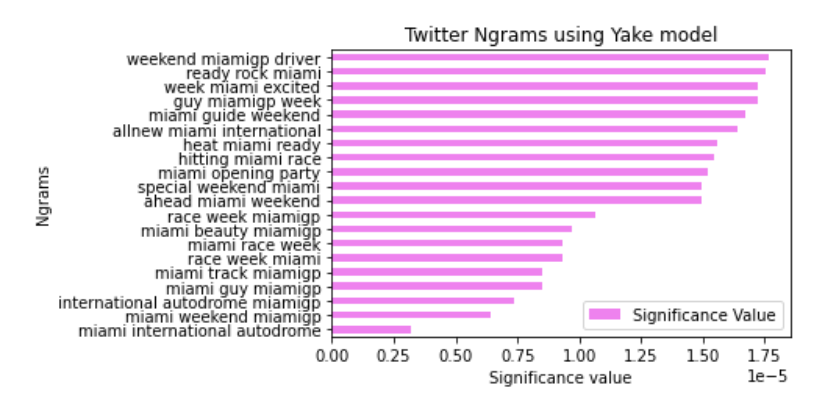 Twitter Ngrams using Yake model
weekend miamigp driver
ready rock miami
week miami excited
guy miamigp week
miami guide weekend
allnew miami international
heat miami ready
hitting miami race
miami opening party
special weekend miami
ahead miami weekend
race week miamigp
miami beauty miamigp
miami race week
race week miami
miami track miamigp
miami guy miamigp
international autodrome miamigp
miami weekend miamigp
miami international autodrome
Ngrams
Significance Value
0.00 0.25 0.50 0.75 1.00 1.25 1.50 1.75
1e−5
Significance value